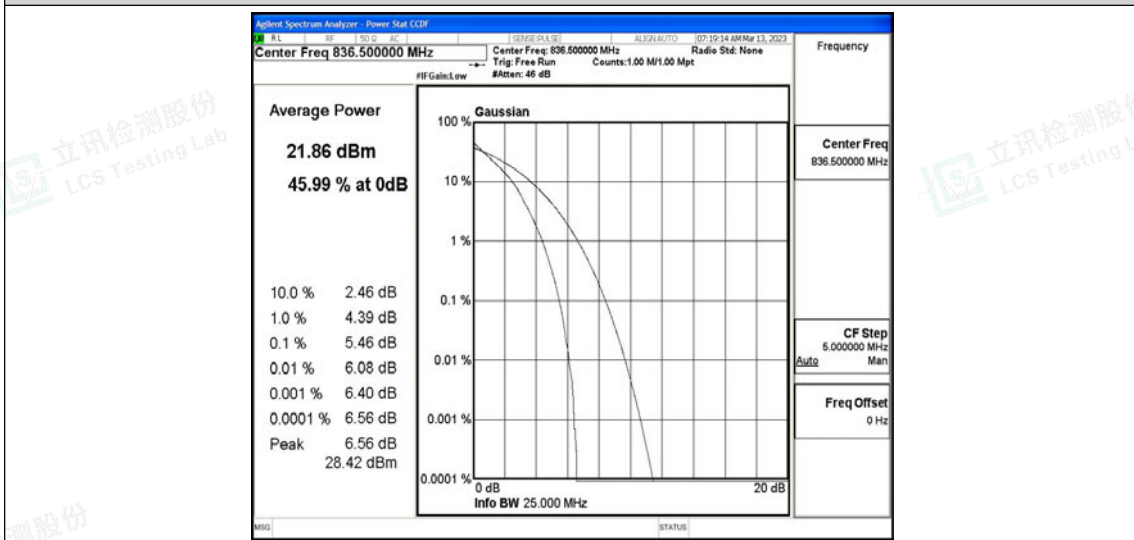 Agilent Spectrum Analyzer - Power Stat CCDF
RL RF 50 Ω AC SENSE:PULSE ALIGN AUTO 07:19:14 AM Mar 13, 2023
Center Freq 836.500000 MHz
Center Freq: 836.500000 MHz Radio Std: None
Trig: Free Run Counts:1.00 M/1.00 Mpt
#IFGain:Low #Atten: 46 dB
Frequency
Average Power
21.86 dBm
45.99 % at 0dB
10.0 % 2.46 dB
1.0 % 4.39 dB
0.1 % 5.46 dB
0.01 % 6.08 dB
0.001 % 6.40 dB
0.0001 % 6.56 dB
Peak 6.56 dB
28.42 dBm
Gaussian
100 %
10 %
1 %
0.1 %
0.01 %
0.001 %
0.0001 %
0 dB 20 dB
Info BW 25.000 MHz
Center Freq
836.500000 MHz
CF Step
5.000000 MHz
Auto Man
Freq Offset
0 Hz
MSG STATUS
立讯检测股份
LCS Testing Lab
立讯检测股份
LCS Testing L
测股份